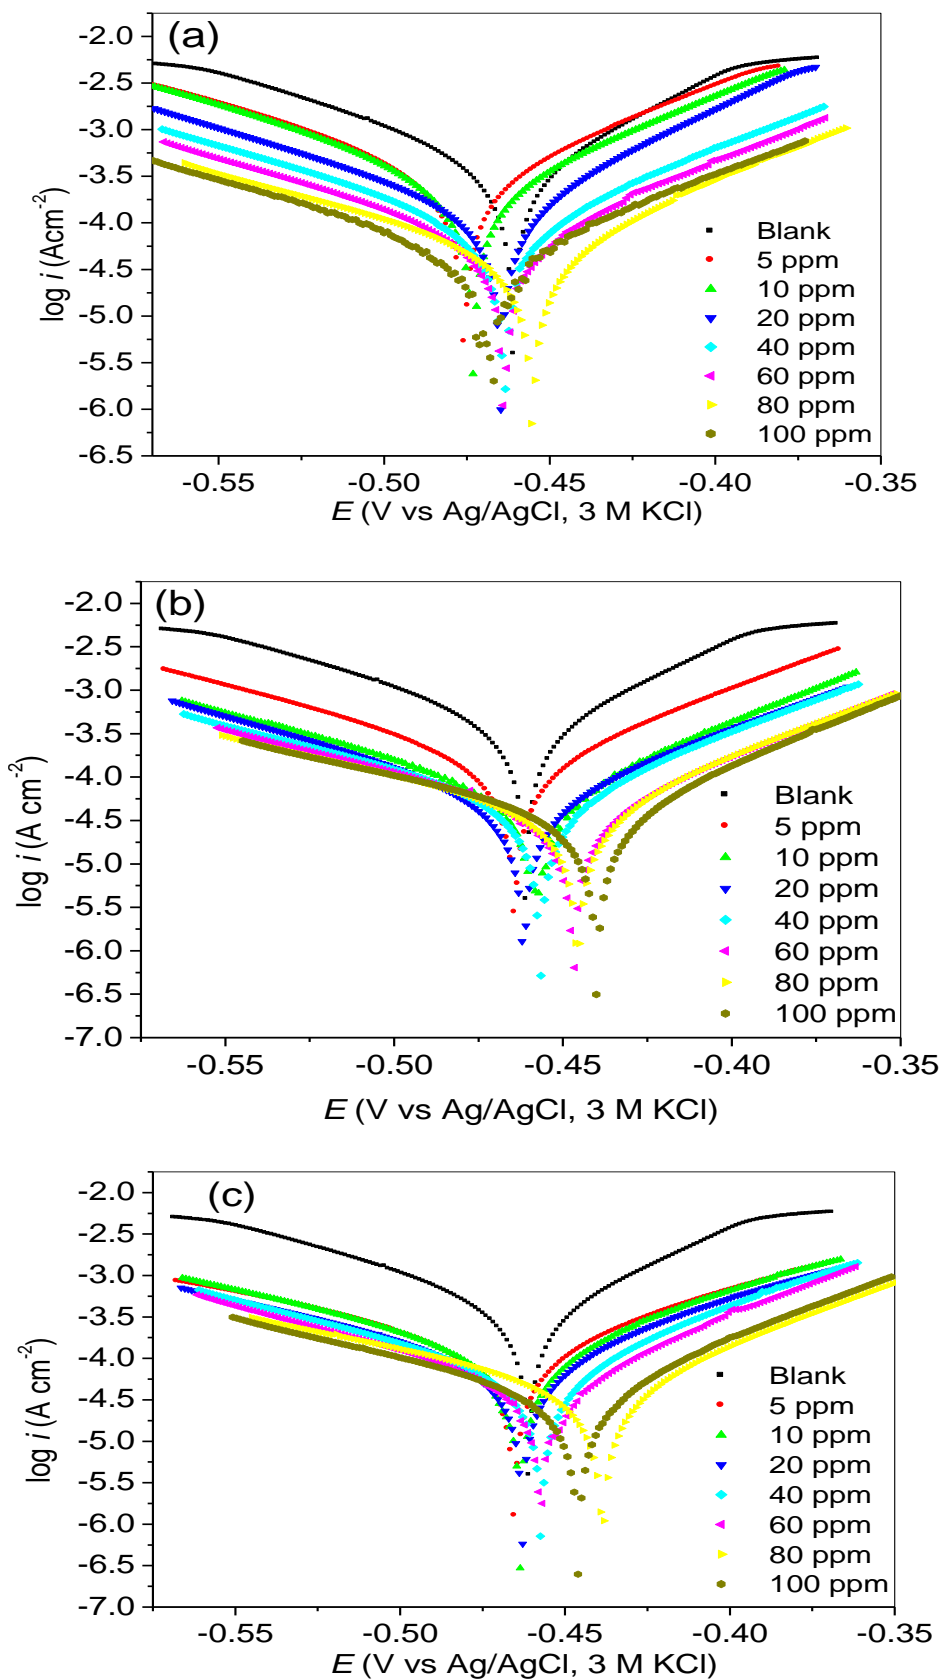 (a)
-2.0
-2.5
-3.0
-3.5
-4.0
-4.5
-5.0
-5.5
-6.0
-6.5
log i (Acm-2)
Blank
5 ppm
10 ppm
20 ppm
40 ppm
60 ppm
80 ppm
100 ppm
-0.55 -0.50 -0.45 -0.40 -0.35
E (V vs Ag/AgCl, 3 M KCl)
(b)
-2.0
-2.5
-3.0
-3.5
-4.0
-4.5
-5.0
-5.5
-6.0
-6.5
-7.0
log i (A cm-2)
Blank
5 ppm
10 ppm
20 ppm
40 ppm
60 ppm
80 ppm
100 ppm
-0.55 -0.50 -0.45 -0.40 -0.35
E (V vs Ag/AgCl, 3 M KCl)
(c)
-2.0
-2.5
-3.0
-3.5
-4.0
-4.5
-5.0
-5.5
-6.0
-6.5
-7.0
log i (A cm-2)
Blank
5 ppm
10 ppm
20 ppm
40 ppm
60 ppm
80 ppm
100 ppm
-0.55 -0.50 -0.45 -0.40 -0.35
E (V vs Ag/AgCl, 3 M KCl)